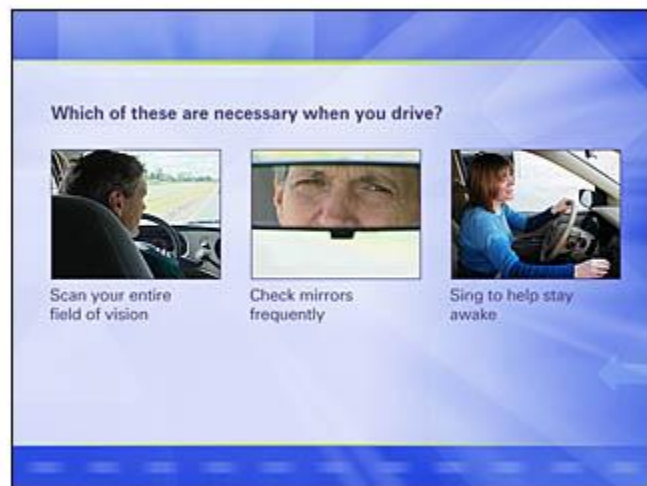 Which of these are necessary when you drive?
Scan your entire
field of vision
Check mirrors
frequently
Sing to help stay
awake